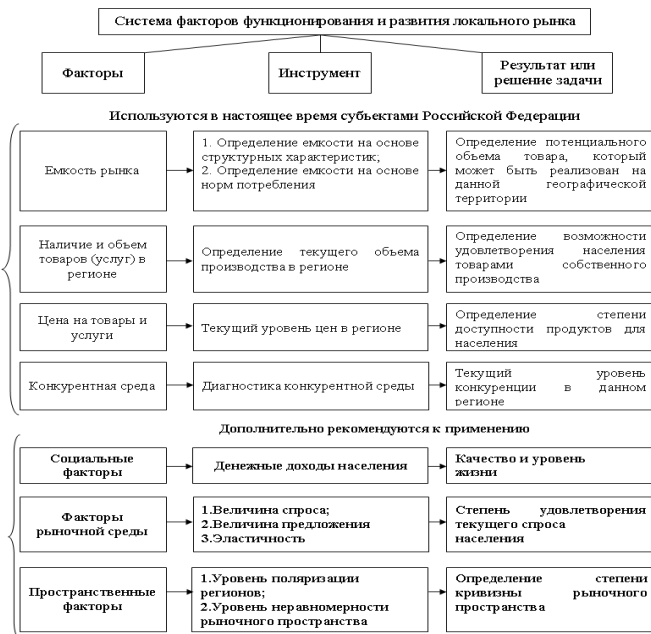 Система факторов функционирования и развития локального рынка
Факторы
Инструмент
Результат или
решение задачи
Используются в настоящее время субъектами Российской Федерации
Емкость рынка
1. Определение емкости на основе
структурных характеристик;
2. Определение емкости на основе
норм потребления
Определение потенциального
объема товара, который
может быть реализован на
данной географической
территории
Наличие и объем
товаров (услуг) в
регионе
Определение текущего объема
производства в регионе
Определение возможности
удовлетворения населения
товарами собственного
производства
Цена на товары и
услуги
Текущий уровень цен в регионе
Определение степени
доступности продуктов для
населения
Конкурентная среда
Диагностика конкурентной среды
Текущий уровень
конкуренции в данном
регионе
Дополнительно рекомендуются к применению
Социальные
факторы
Денежные доходы населения
Качество и уровень
жизни
Факторы
рыночной среды
1.Величина спроса;
2.Величина предложения
3.Эластичность
Степень удовлетворения
текущего спроса
населения
Пространственные
факторы
1.Уровень поляризации
регионов;
2.Уровень неравномерности
рыночного пространства
Определение степени
кривизны рыночного
пространства